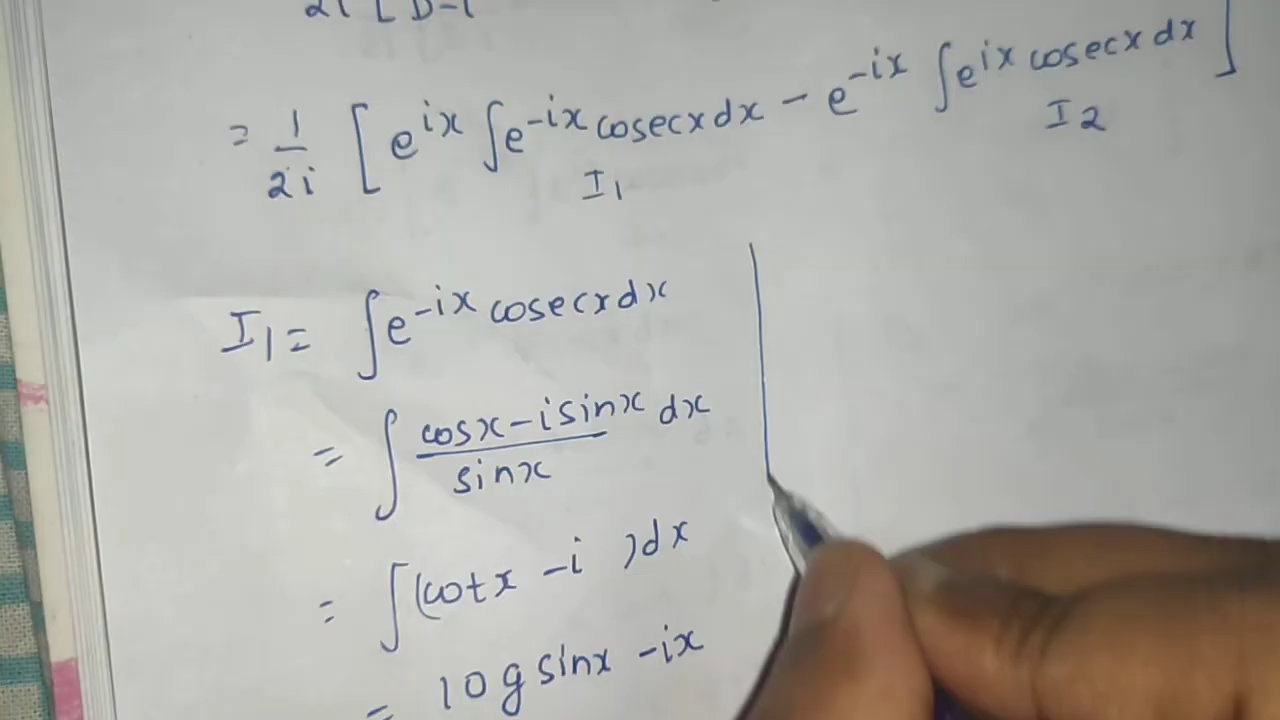 2i [ D-i
= 1/2i [ e^ix ∫e^-ix cosecx dx - e^-ix ∫e^ix cosecx dx ]
I1 I2
I1 = ∫e^-ix cosecx dx
= ∫ cosx - i sinx / sinx dx
= ∫(cotx - i )dx
= log sinx - ix